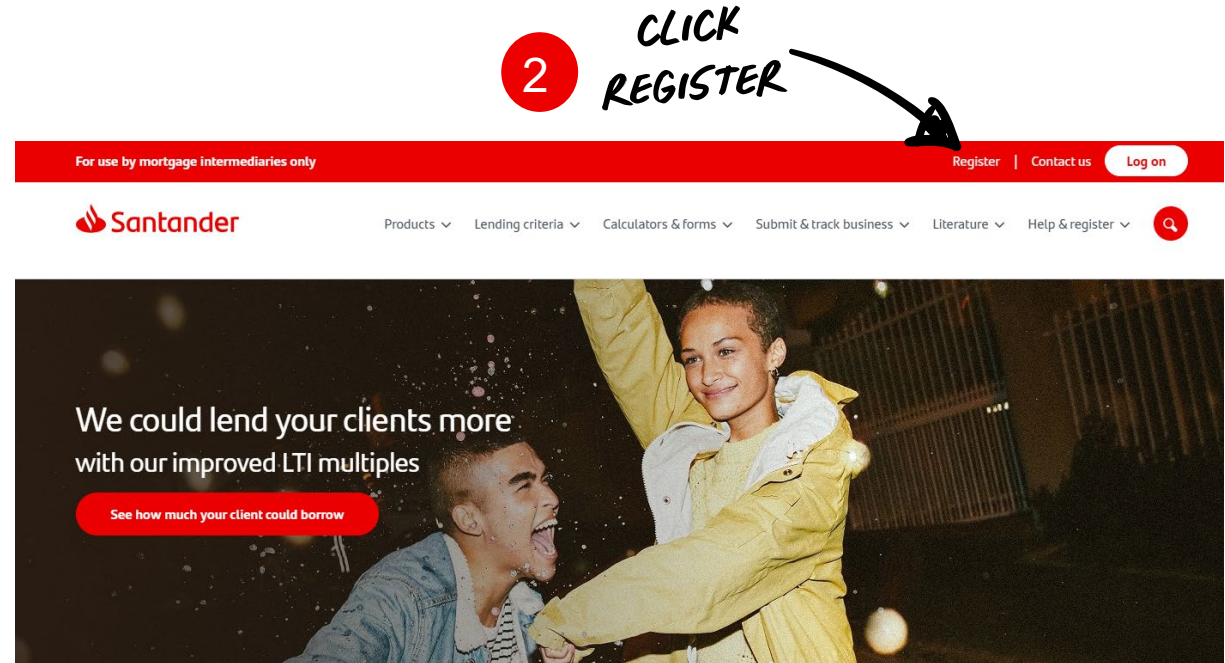 2
CLICK
REGISTER
For use by mortgage intermediaries only
Register | Contact us
Log on
Santander
Products
Lending criteria
Calculators & forms
Submit & track business
Literature
Help & register
We could lend your clients more
with our improved LTI multiples
See how much your client could borrow